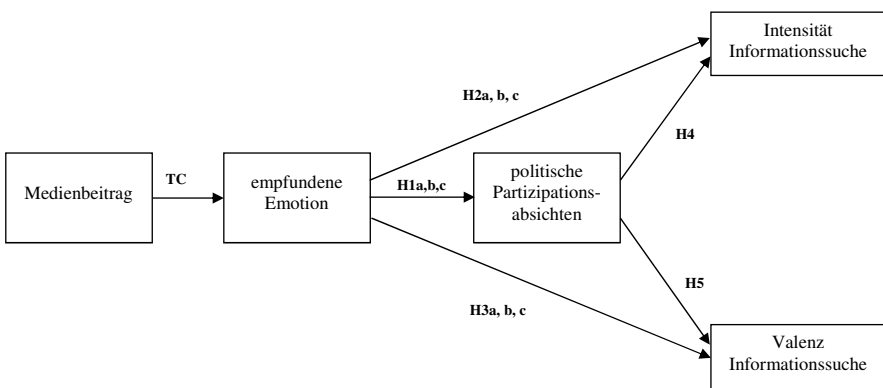 Intensität
Informationssuche
H2a, b, c
H4
Medienbeitrag
TC
empfundene
Emotion
H1a,b,c
politische
Partizipations-
absichten
H5
H3a, b, c
Valenz
Informationssuche